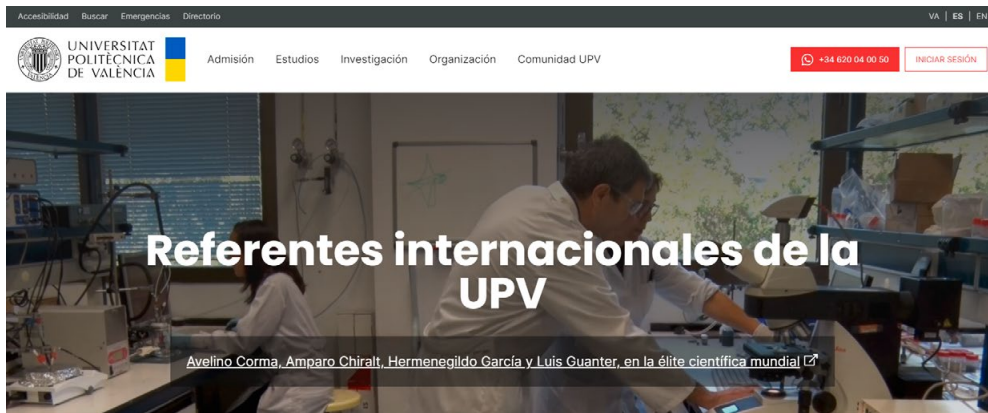 Accesibilidad Buscar Emergencias Directorio VA | ES | EN
UNIVERSITAT
POLITÈCNICA
DE VALÈNCIA
Admisión Estudios Investigación Organización Comunidad UPV +34 620 04 00 50 INICIAR SESIÓN
Referentes internacionales de la
UPV
Avelino Corma, Amparo Chiralt, Hermenegildo García y Luis Guanter, en la élite científica mundial